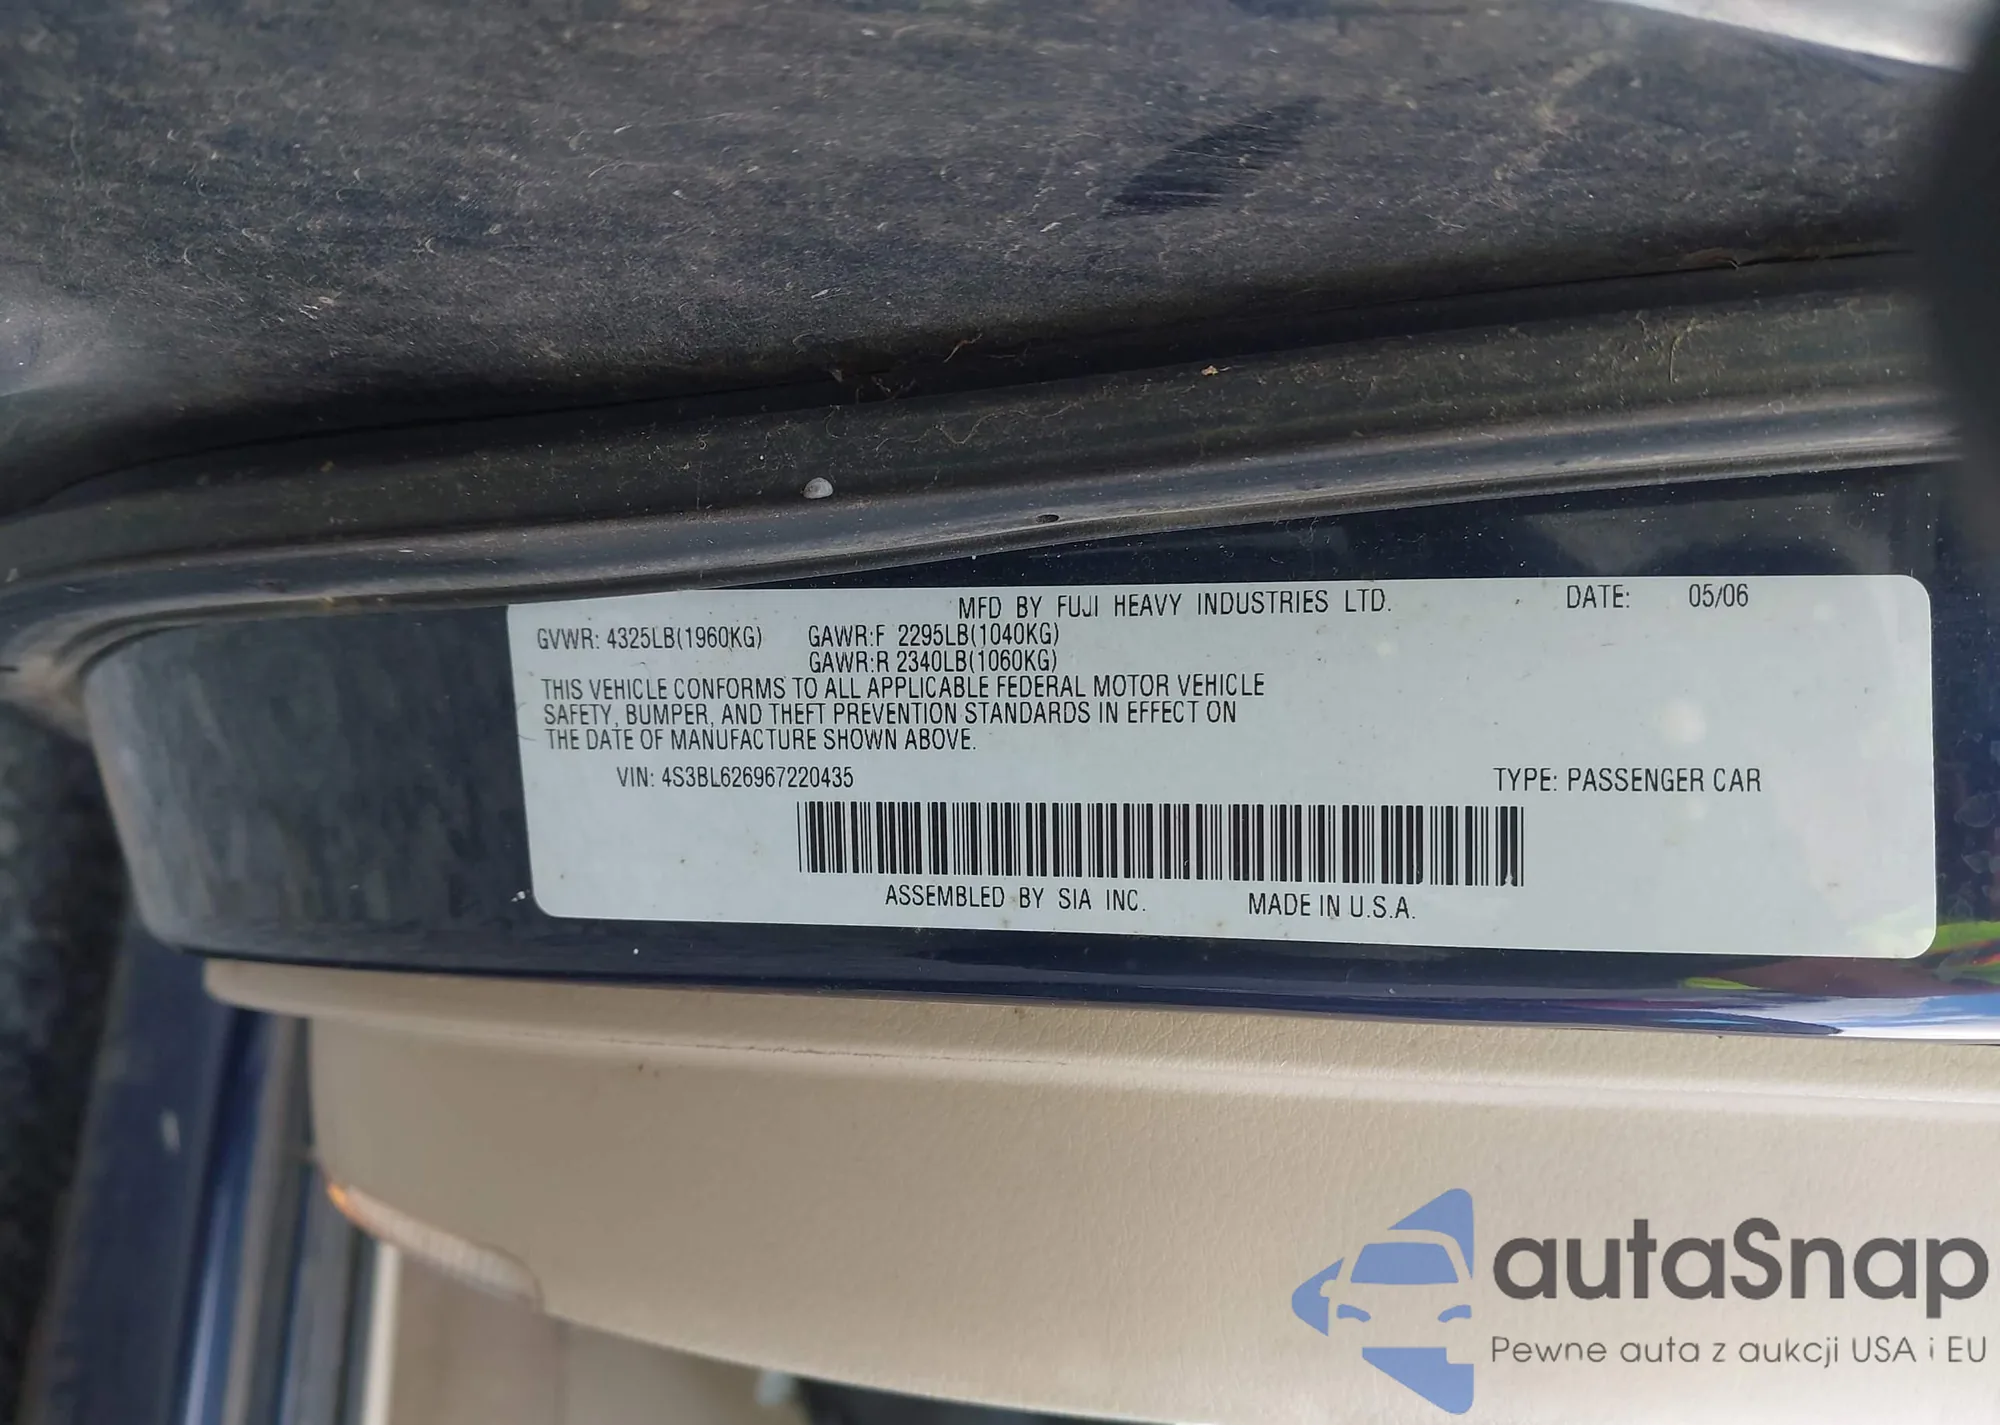 MFD BY FUJI HEAVY INDUSTRIES LTD. DATE: 05/06
GVWR: 4325LB(1960KG) GAWR:F 2295LB(1040KG)
GAWR:R 2340LB(1060KG)
THIS VEHICLE CONFORMS TO ALL APPLICABLE FEDERAL MOTOR VEHICLE
SAFETY, BUMPER, AND THEFT PREVENTION STANDARDS IN EFFECT ON
THE DATE OF MANUFACTURE SHOWN ABOVE.
VIN: 4S3BL626967220435 TYPE: PASSENGER CAR
ASSEMBLED BY SIA INC. MADE IN U.S.A.
autaSnap
Pewne auta z aukcji USA i EU